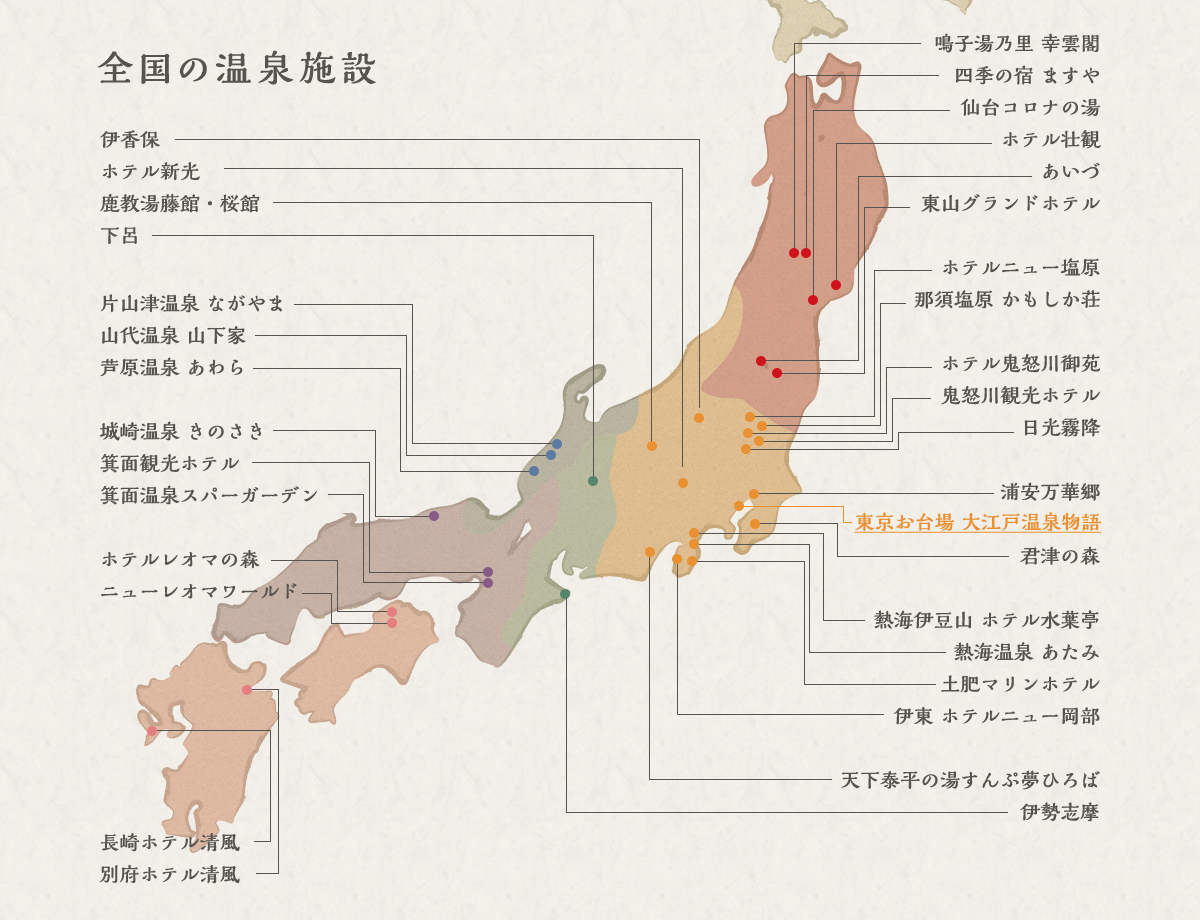 全国の温泉施設
伊香保
ホテル新光
鹿教湯藤館・桜館
下呂
片山津温泉 ながやま
山代温泉 山下家
芦原温泉 あわら
城崎温泉 きのさき
箕面観光ホテル
箕面温泉スパーガーデン
ホテルレオマの森
ニューレオマワールド
長崎ホテル清風
別府ホテル清風
鳴子湯乃里 幸雲閣
四季の宿 ますや
仙台コロナの湯
ホテル壮観
あいづ
東山グランドホテル
ホテルニュー塩原
那須塩原 かもしか荘
ホテル鬼怒川御苑
鬼怒川観光ホテル
日光霧降
浦安万華郷
東京お台場 大江戸温泉物語
君津の森
熱海伊豆山 ホテル水葉亭
熱海温泉 あたみ
土肥マリンホテル
伊東 ホテルニュー岡部
天下泰平の湯すんぷ夢ひろば
伊勢志摩